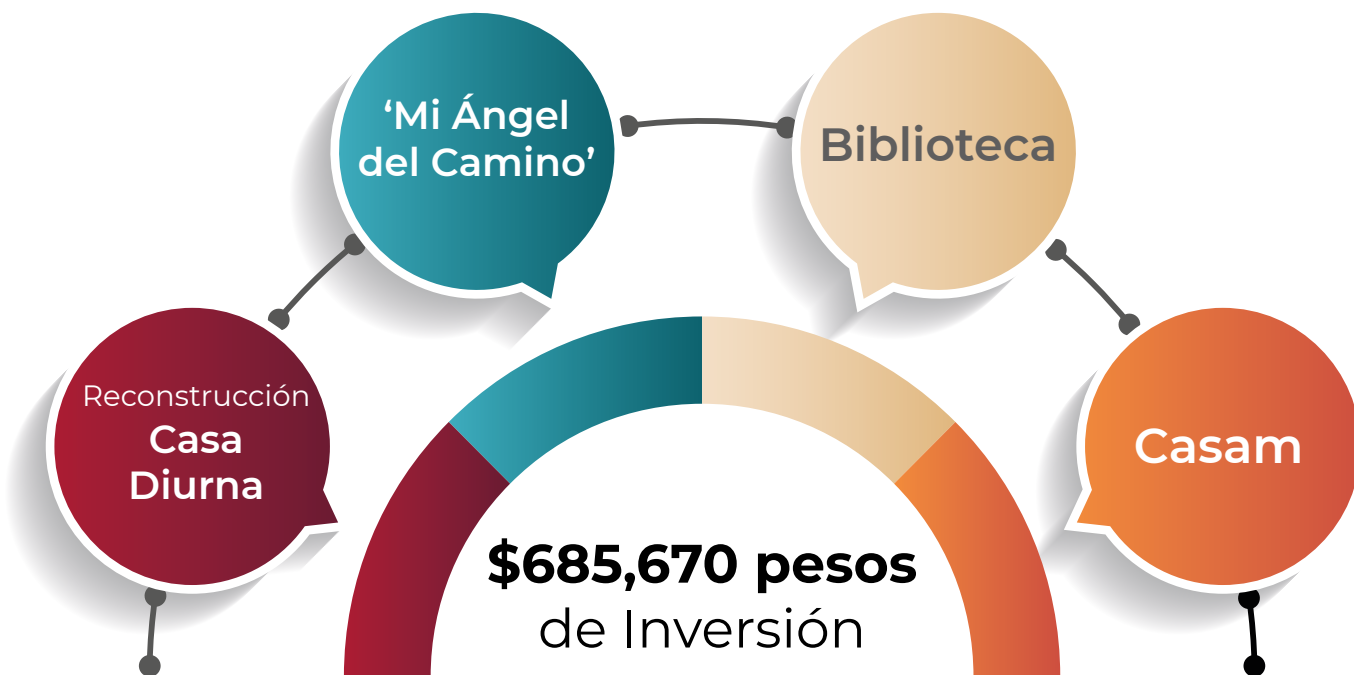 ‘Mi Ángel
del Camino’
Biblioteca
Reconstrucción
Casa
Diurna
Casam
$685,670 pesos
de Inversión